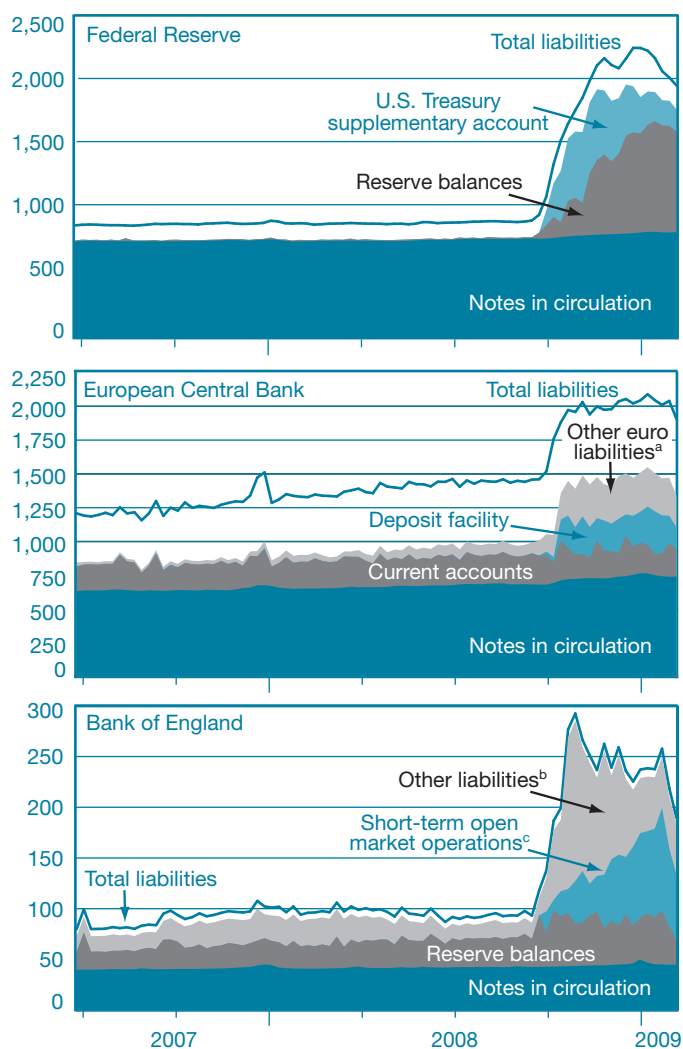 2,500
Federal Reserve
Total liabilities
2,000
U.S. Treasury
supplementary account
1,500
Reserve balances
1,000
500
Notes in circulation
0
2,250
European Central Bank
Total liabilities
2,000
Other euro
liabilitiesᵃ
1,750
1,500
1,250
Deposit facility
1,000
Current accounts
750
500
Notes in circulation
250
0
300
Bank of England
250
Other liabilitiesᵇ
200
Short-term open
market operationsᶜ
150
Total liabilities
100
Reserve balances
50
Notes in circulation
0
2007
2008
2009